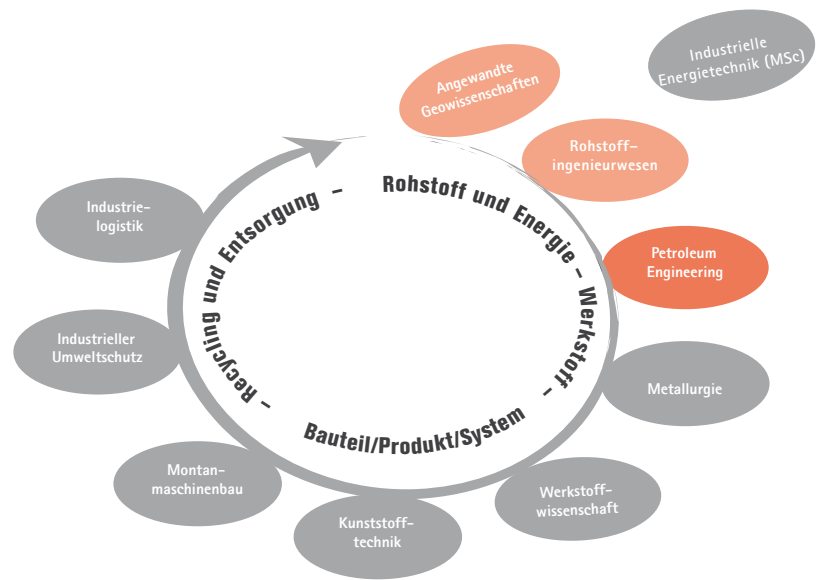 Industrielle
Energietechnik (MSc)
Angewandte
Geowissenschaften
Rohstoff–
ingenieurwesen
Petroleum
Engineering
Metallurgie
Werkstoff–
wissenschaft
Kunststoff–
technik
Montan–
maschinenbau
Industrieller
Umweltschutz
Industrie–
logistik
Rohstoff und Energie – Werkstoff – Bauteil/Produkt/System – Recycling und Entsorgung –